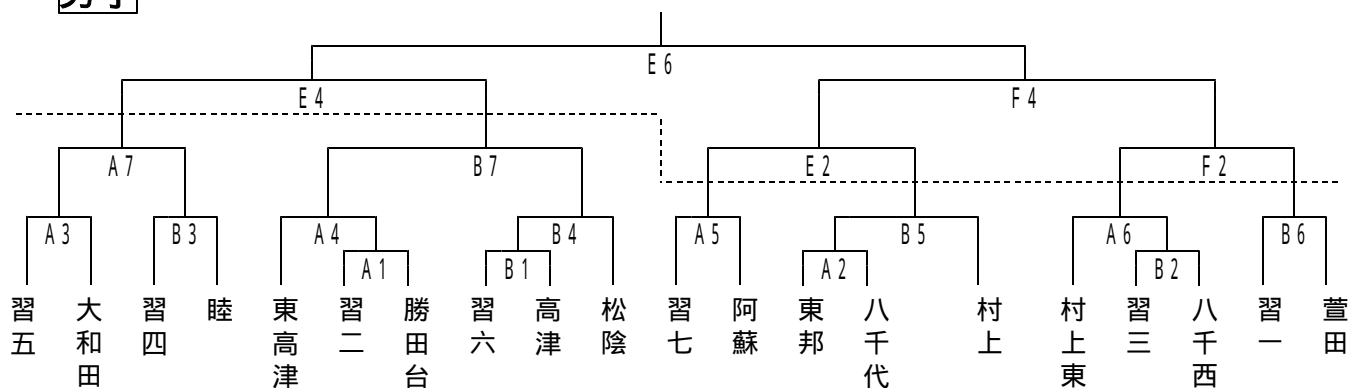 E6
E4
F4
A7
B7
E2
F2
A3
B3
A4
B4
A5
B5
A6
B6
A1
B1
A2
B2
習五
大和田
習四
睦
東高津
習二
勝田台
習六
高津
松陰
習七
阿蘇
東邦
八千代
村上
村上東
習三
八千西
習一
萱田